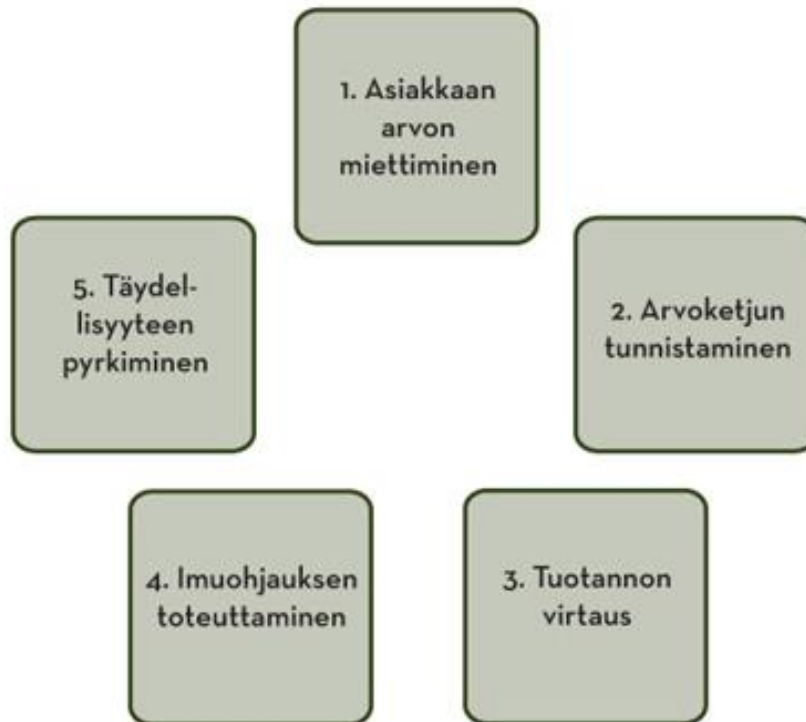 1. Asiakkaan
arvon
miettiminen
2. Arvoketjun
tunnistaminen
3. Tuotannon
virtaus
4. Imuohjauksen
toteuttaminen
5. Täydel-
lisyyteen
pyrkiminen